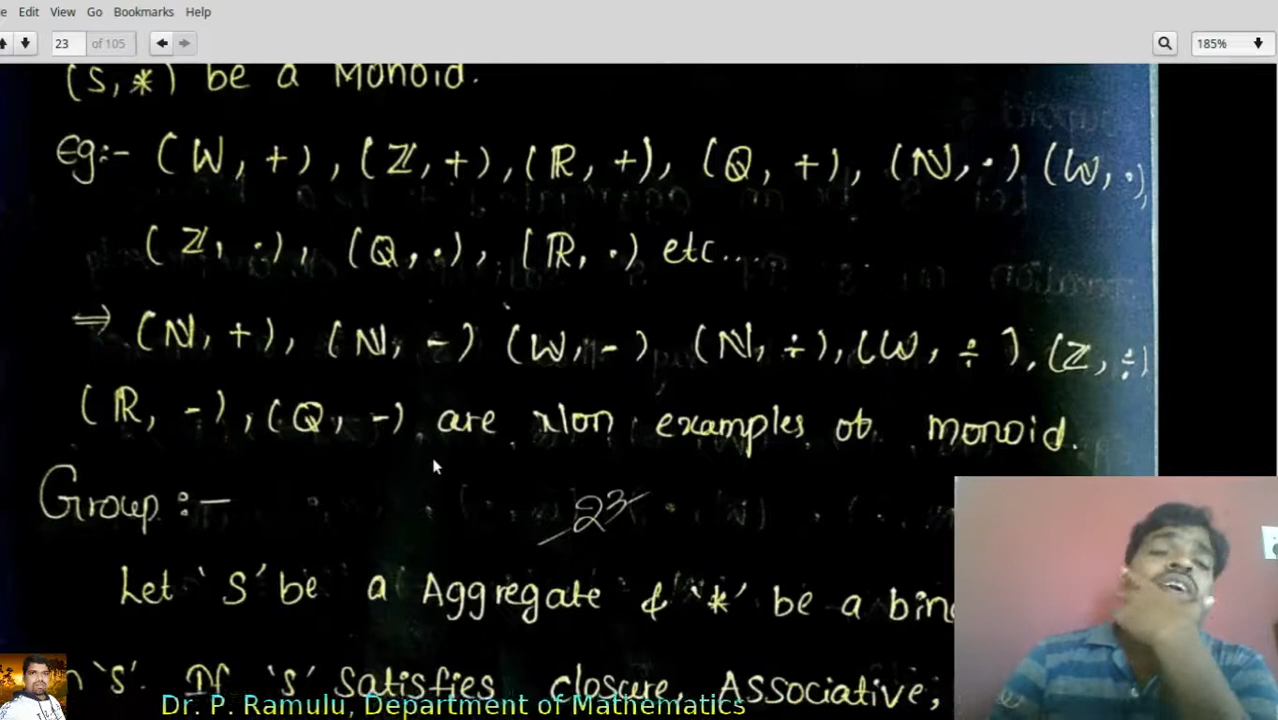 Edit View Go Bookmarks Help
23 of 105 185%
(S, *) be a Monoid.
Eg:- (W, +), (Z, +), (R, +), (Q, +), (N, ·) (W, ·),
(Z, ·), (Q, ·), (R, ·) etc...
⇒ (N, +), (N, -) (W, -) (N, ÷), (W, ÷), (Z, ÷)
(R, -), (Q, -) are Non examples of monoid.
Group :-
23
Let 'S' be a Aggregate & '*' be a bin
'S'. If 'S' Satisfies closure, Associative,
Dr. P. Ramulu, Department of Mathematics